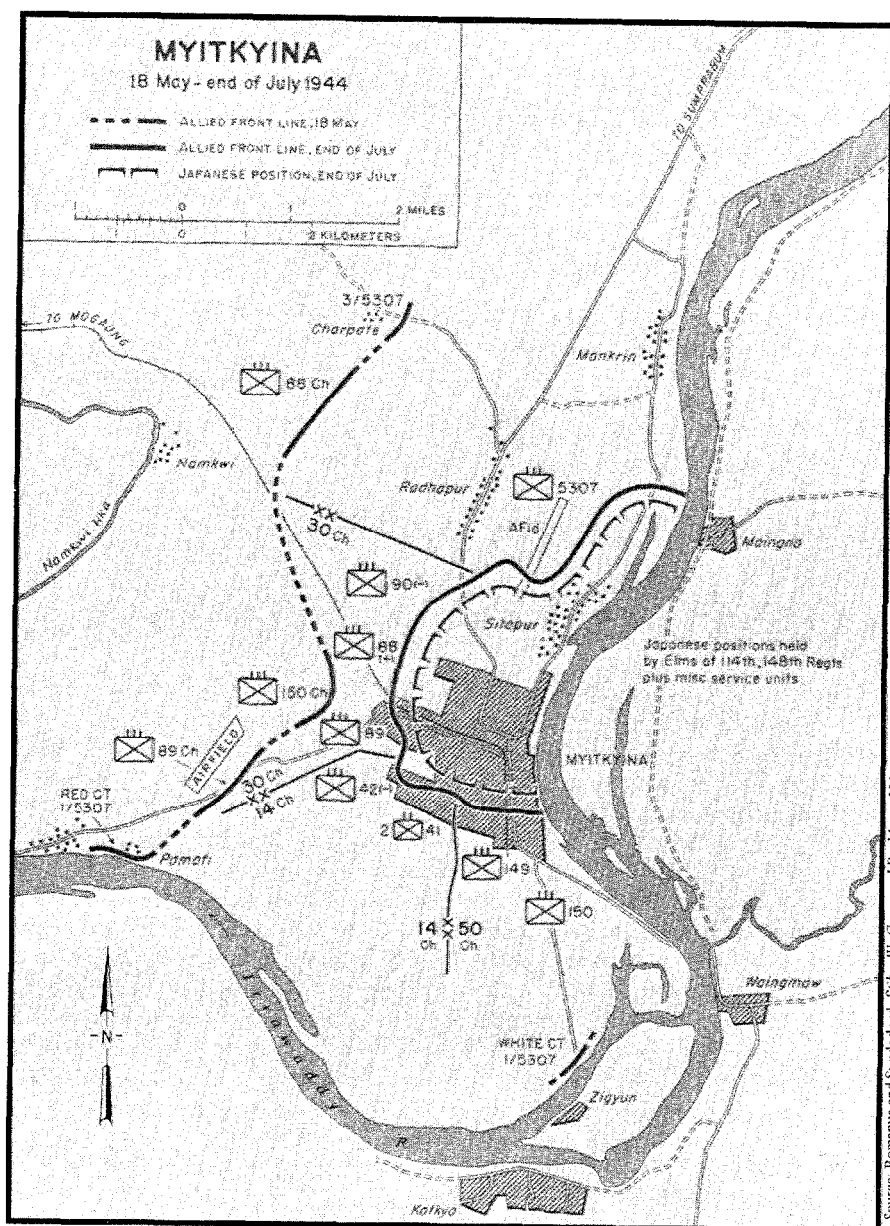 MYITKYINA
18 May - end of July 1944
ALLIED FRONT LINE, 18 MAY
ALLIED FRONT LINE, END OF JULY
JAPANESE POSITION, END OF JULY
1 0 1 2 MILES
1 0 2 KILOMETERS
TO SUMPRABUM
3/5307
Charpate
TO MOGAUNG
88 Ch
Mankrin
Namkwi
Radhapur
5307
AFld
XX
30 Ch
Namkwi Hka
Maingna
90(-)
Sitapur
88
(-)
Japanese positions held
by Elms of 114th, 148th Regts
plus misc service units
150 Ch
89 Ch
AIRFIELD
89
MYITKYINA
30 Ch
XX
14 Ch
42(-)
RED CT
1/5307
2 41
Pamati
149
150
14 XX 50
Ch Ch
Waingmaw
N
WHITE CT
1/5307
Irrawaddy R
Zigyun
Katkyo